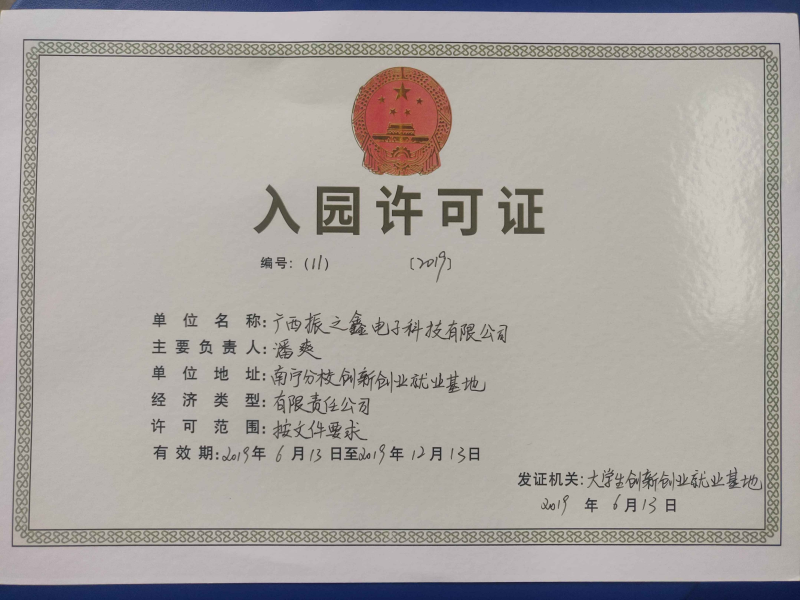 入园许可证
编号：（11） 〔2019〕
单位名称：广西振之鑫电子科技有限公司
主要负责人：潘爽
单位地址：南宁分校创新创业就业基地
经济类型：有限责任公司
许可范围：按文件要求
有效期：2019年6月13日至2019年12月13日
发证机关：大学生创新创业就业基地
2019年6月13日